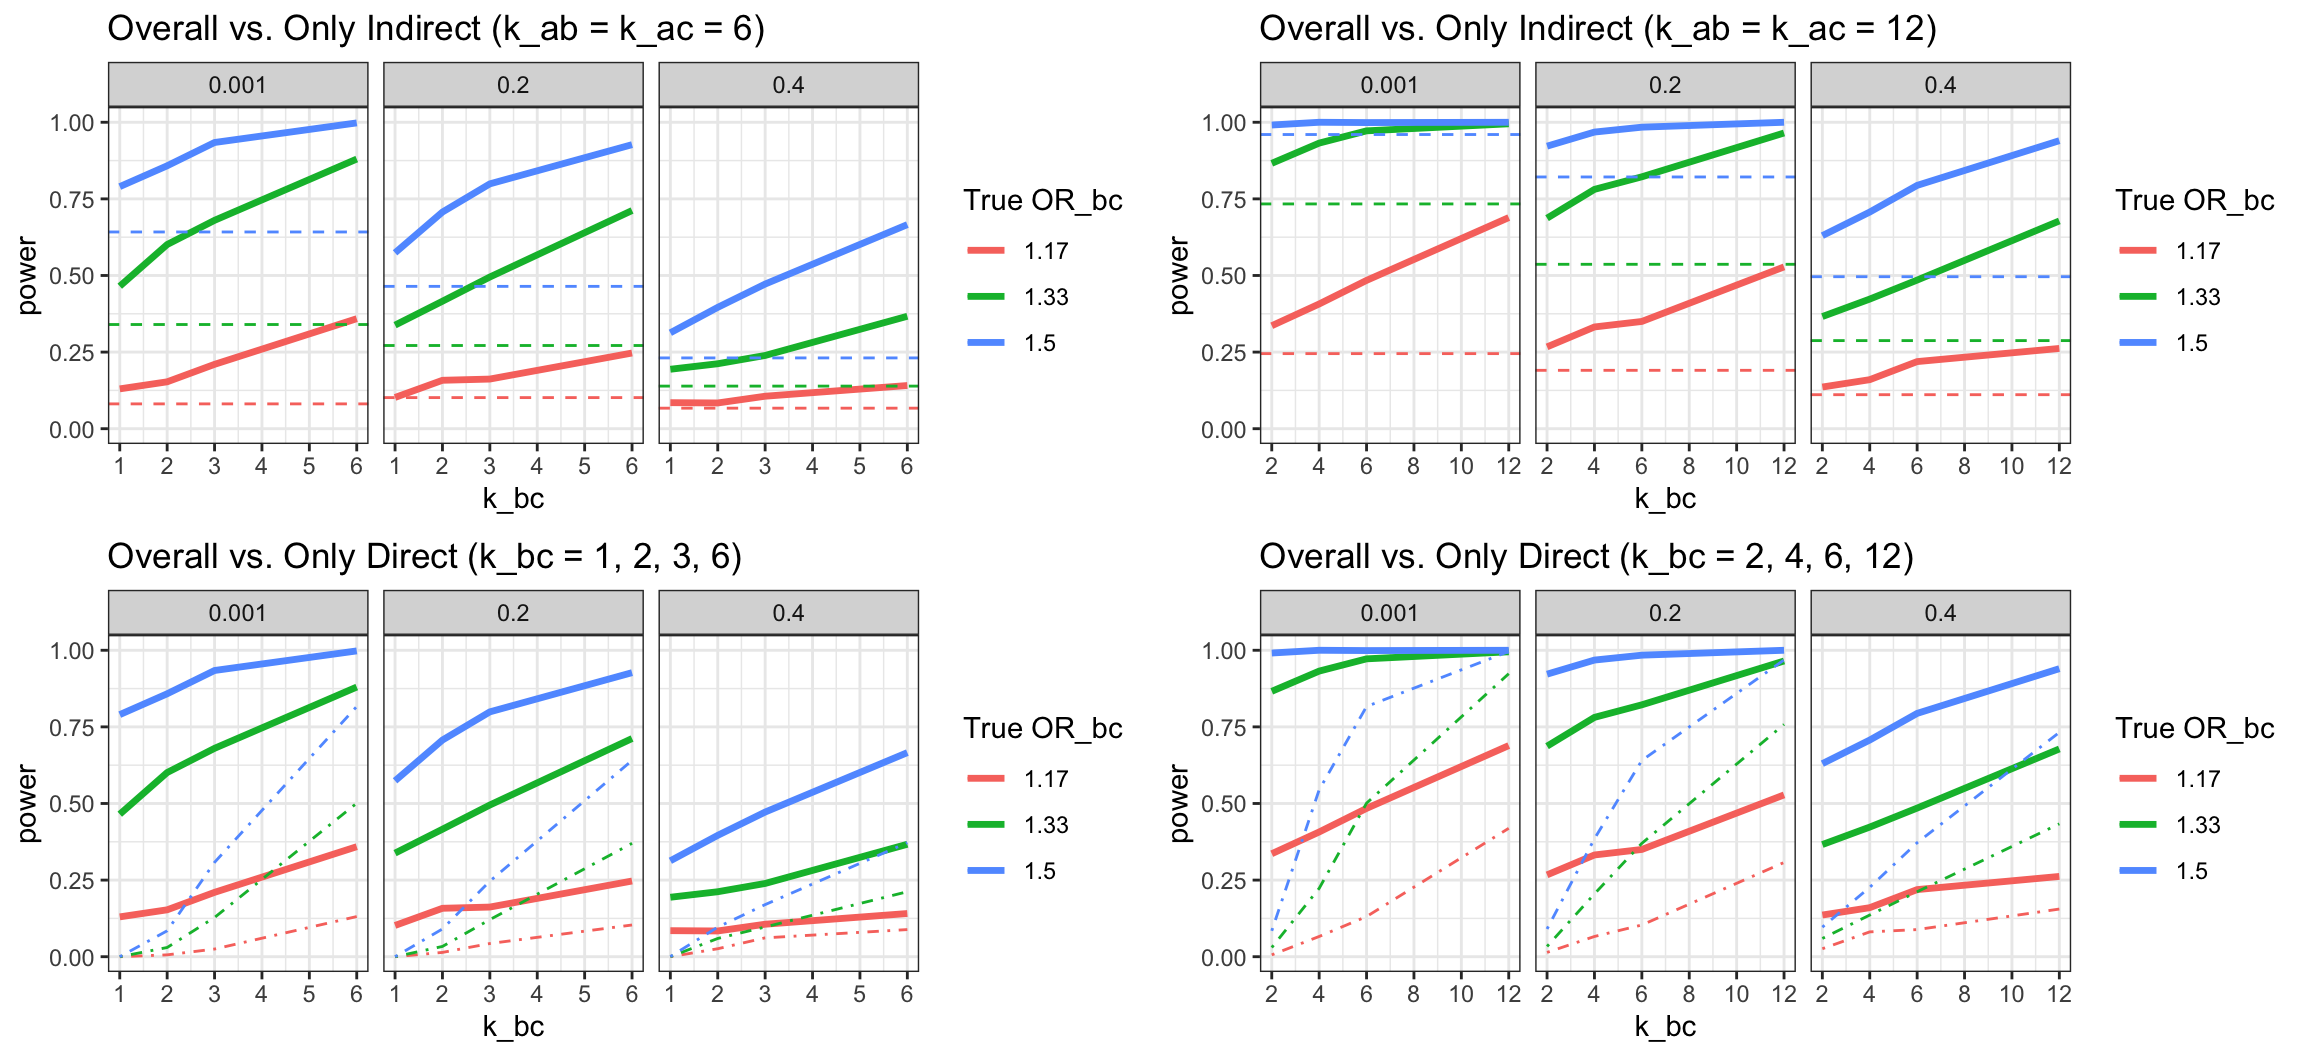 Overall vs. Only Indirect (k_ab = k_ac = 6)
0.001 0.2 0.4
1.00
0.75
0.50
0.25
0.00
power
1 2 3 4 5 6 1 2 3 4 5 6 1 2 3 4 5 6
k_bc
True OR_bc
1.17
1.33
1.5
Overall vs. Only Indirect (k_ab = k_ac = 12)
0.001 0.2 0.4
1.00
0.75
0.50
0.25
0.00
power
2 4 6 8 10 12 2 4 6 8 10 12 2 4 6 8 10 12
k_bc
True OR_bc
1.17
1.33
1.5
Overall vs. Only Direct (k_bc = 1, 2, 3, 6)
0.001 0.2 0.4
1.00
0.75
0.50
0.25
0.00
power
1 2 3 4 5 6 1 2 3 4 5 6 1 2 3 4 5 6
k_bc
True OR_bc
1.17
1.33
1.5
Overall vs. Only Direct (k_bc = 2, 4, 6, 12)
0.001 0.2 0.4
1.00
0.75
0.50
0.25
0.00
power
2 4 6 8 10 12 2 4 6 8 10 12 2 4 6 8 10 12
k_bc
True OR_bc
1.17
1.33
1.5